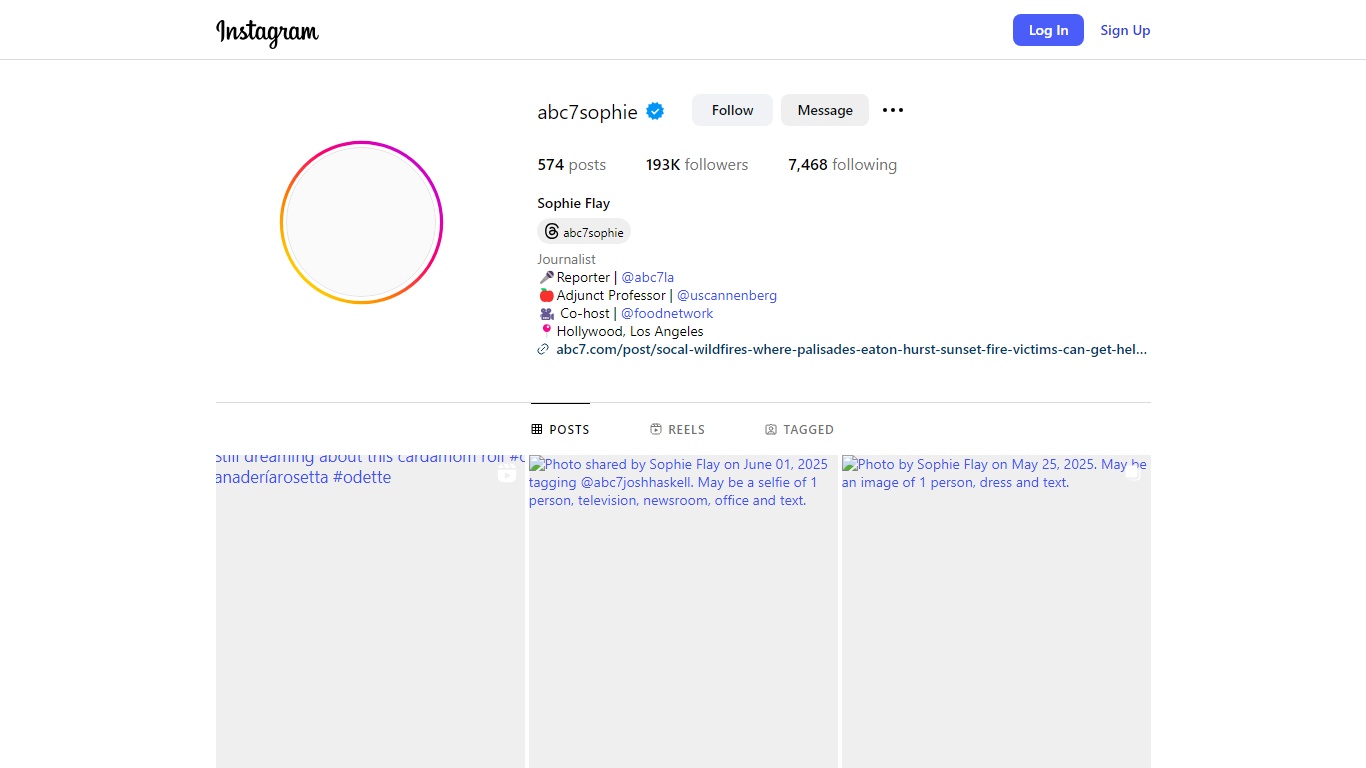 Instagram
Log In
Sign Up
abc7sophie
Follow
Message
574 posts
193K followers
7,468 following
Sophie Flay
abc7sophie
Journalist
🎤Reporter | @abc7la
🍎Adjunct Professor | @uscannenberg
🎥 Co-host | @foodnetwork
📍Hollywood, Los Angeles
abc7.com/post/socal-wildfires-where-palisades-eaton-hurst-sunset-fire-victims-can-get-hel...
POSTS
REELS
TAGGED
Still dreaming about this cardamom roll
anaderíarosetta #odette
Photo shared by Sophie Flay on June 01, 2025
tagging @abc7joshhaskell. May be a selfie of 1
person, television, newsroom, office and text.
Photo by Sophie Flay on May 25, 2025. May be
an image of 1 person, dress and text.